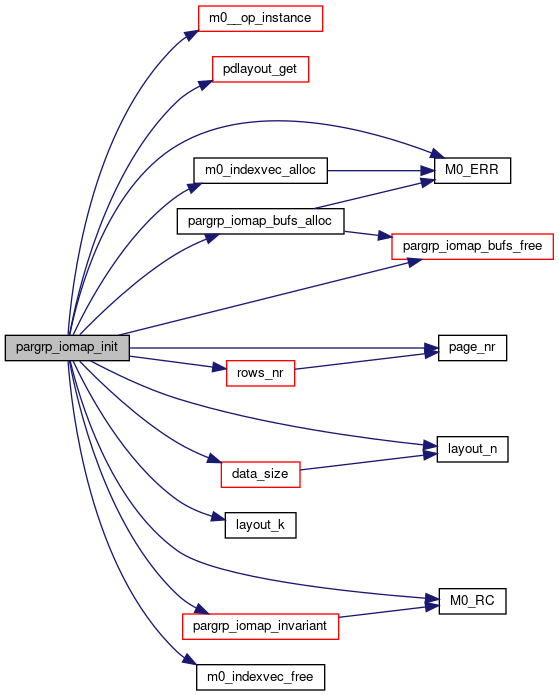 m0__op_instance
pdlayout_get
m0_indexvec_alloc
M0_ERR
pargrp_iomap_bufs_alloc
pargrp_iomap_bufs_free
pargrp_iomap_init
page_nr
rows_nr
layout_n
data_size
layout_k
M0_RC
pargrp_iomap_invariant
m0_indexvec_free